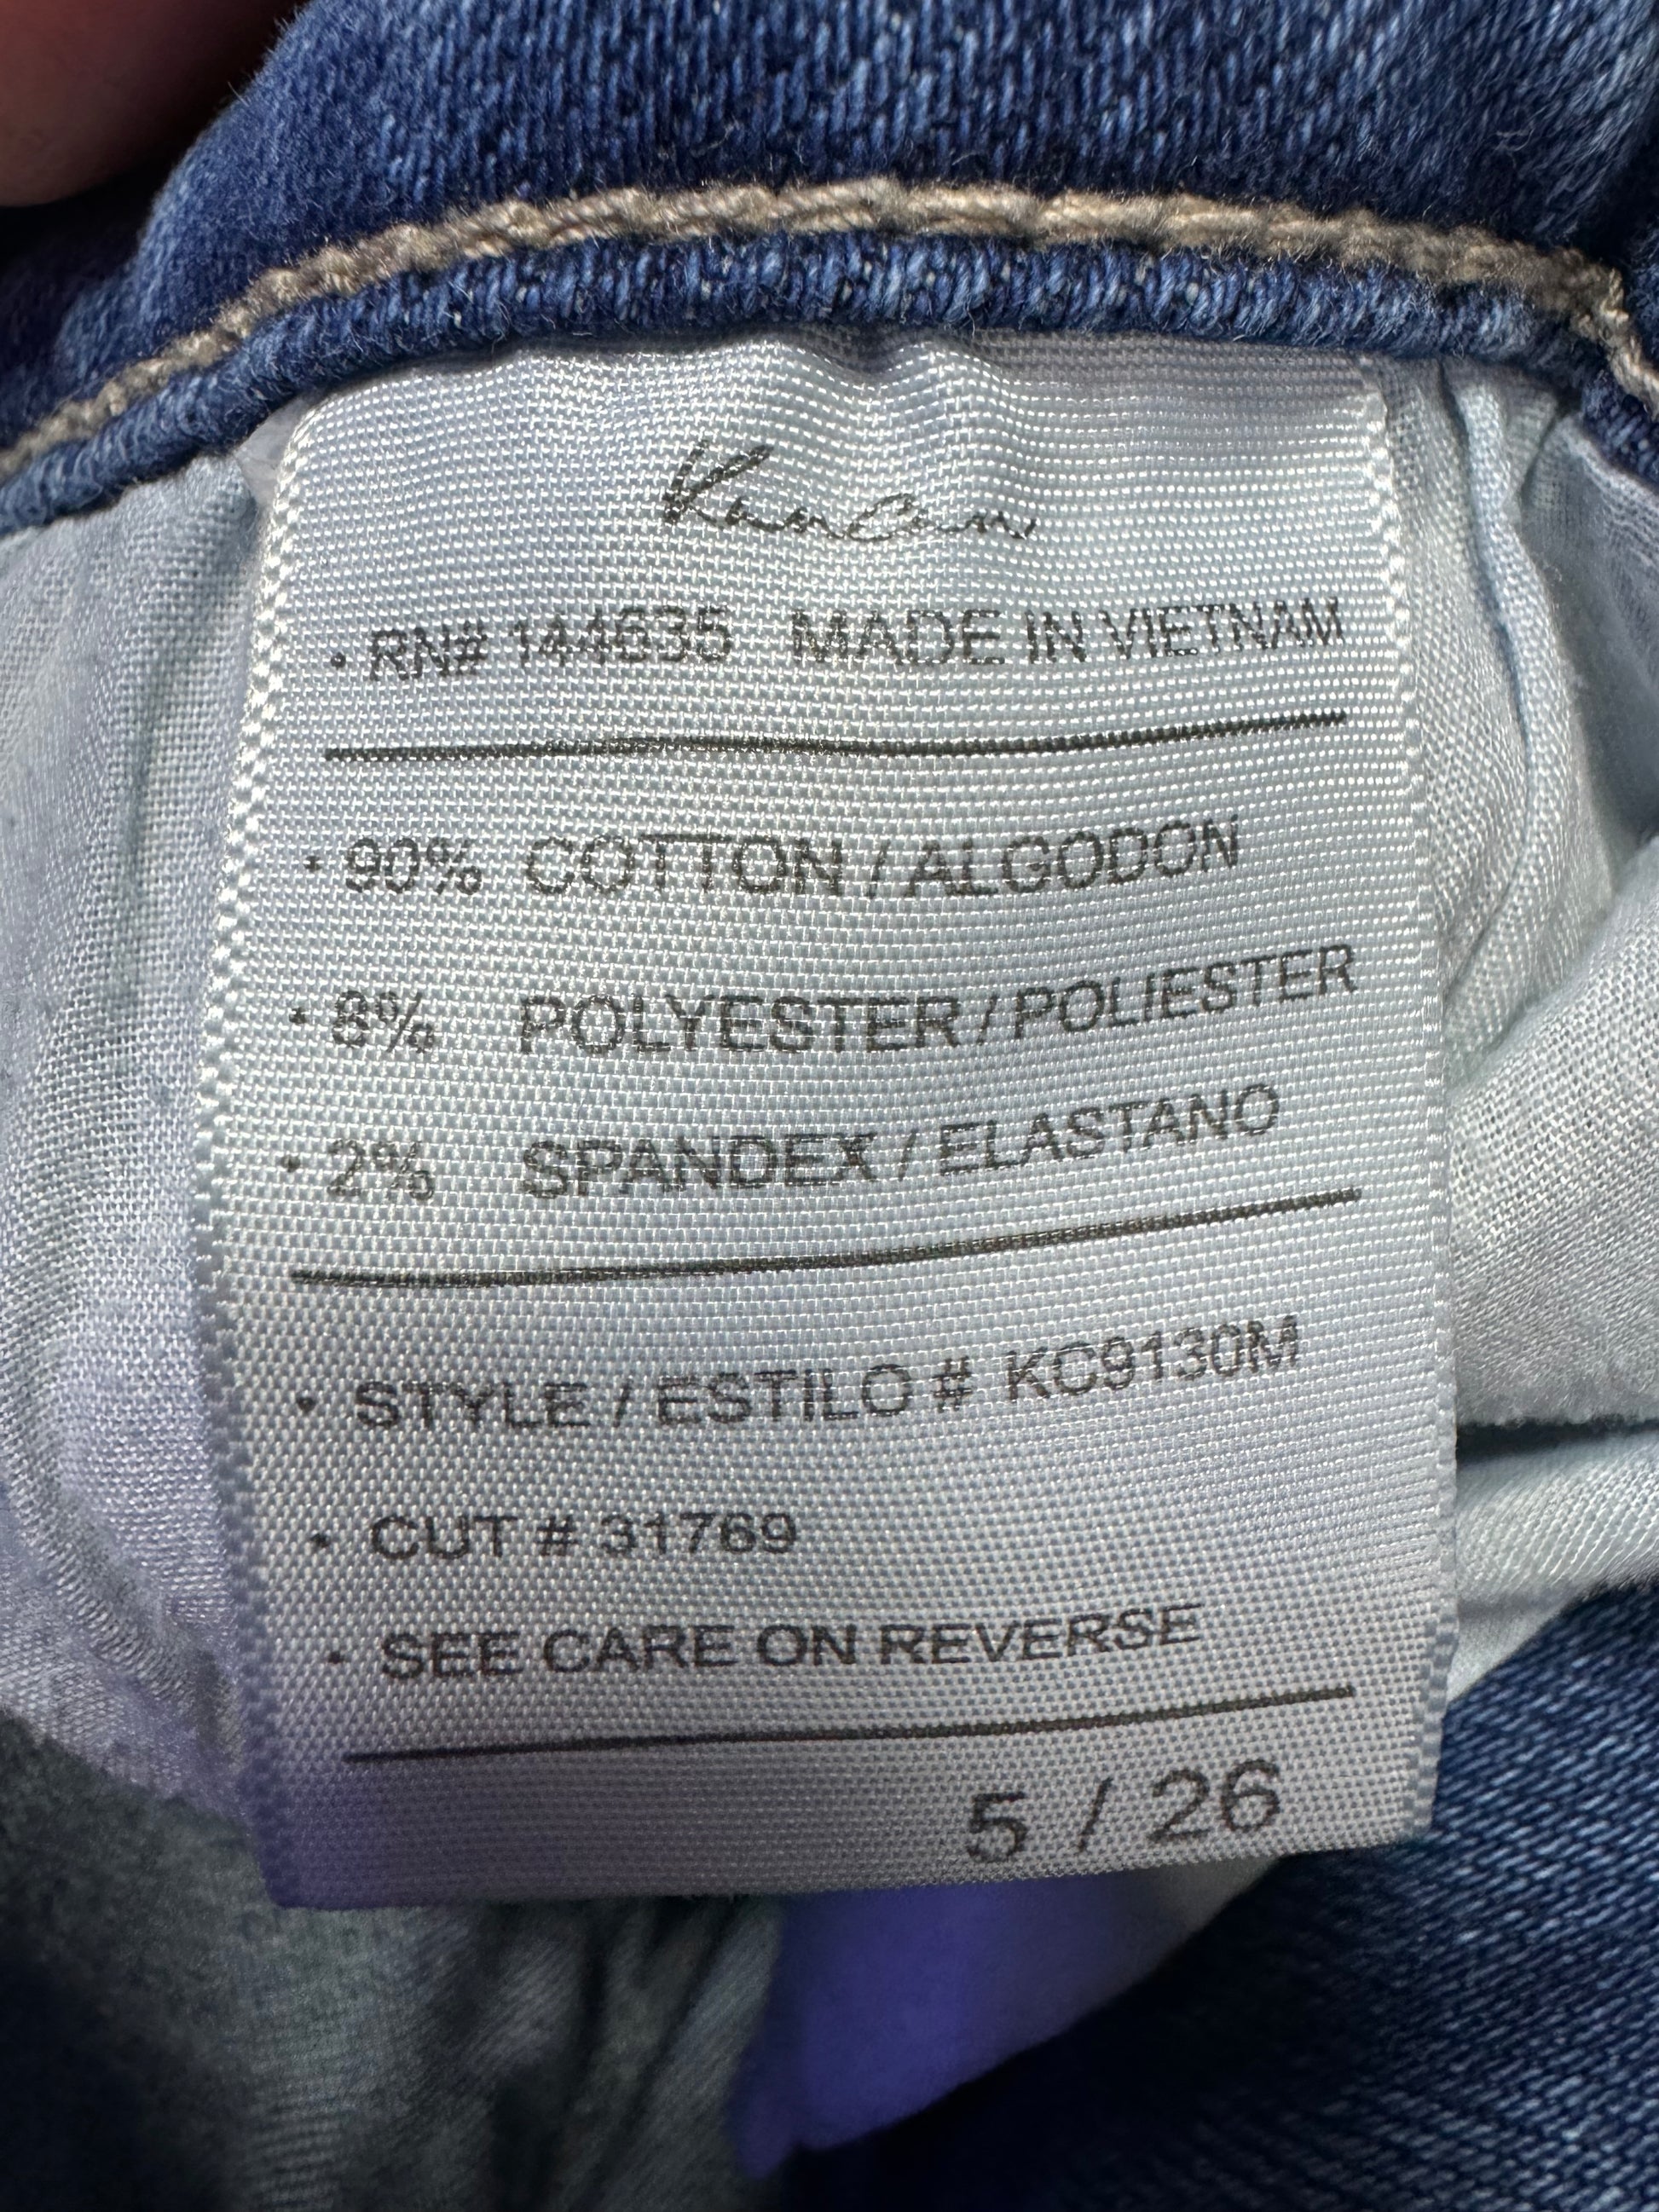 KanCan
• RN# 144635 MADE IN VIETNAM
• 90% COTTON / ALGODON
• 8% POLYESTER / POLIESTER
• 2% SPANDEX / ELASTANO
• STYLE / ESTILO # KC9130M
• CUT # 31769
• SEE CARE ON REVERSE
5 / 26